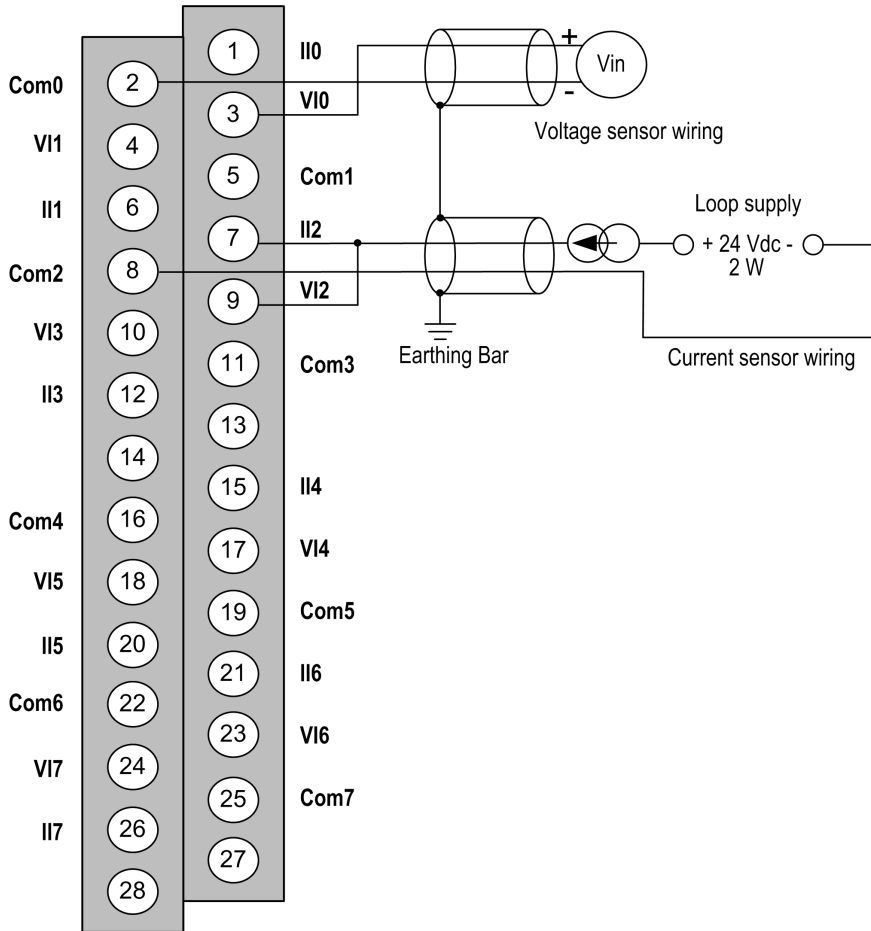 1 II0
Com0 2
3 VI0
VI1 4
5 Com1
II1 6
7 II2
Com2 8
9 VI2
VI3 10
11 Com3
II3 12
13
14
15 II4
Com4 16
17 VI4
VI5 18
19 Com5
II5 20
21 II6
Com6 22
23 VI6
VI7 24
25 Com7
II7 26
27
28
+
Vin
-
Voltage sensor wiring
Loop supply
+ 24 Vdc -
2 W
Earthing Bar
Current sensor wiring